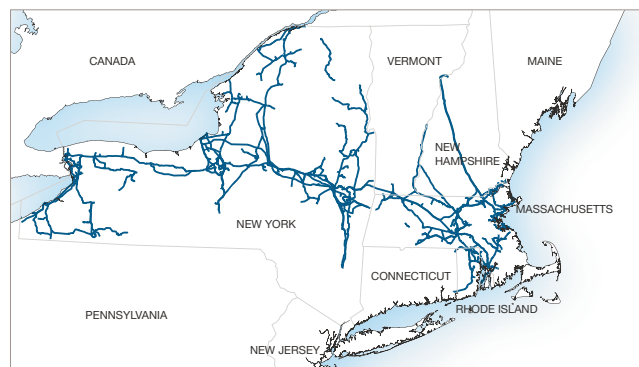 CANADA
VERMONT
MAINE
NEW
HAMPSHIRE
MASSACHUSETTS
NEW YORK
CONNECTICUT
RHODE ISLAND
PENNSYLVANIA
NEW JERSEY